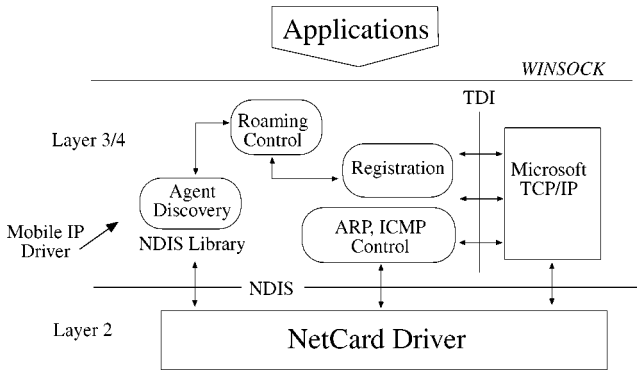 Applications
WINSOCK
TDI
Layer 3/4
Roaming
Control
Registration
Microsoft
TCP/IP
Agent
Discovery
Mobile IP
Driver
NDIS Library
ARP, ICMP
Control
NDIS
Layer 2
NetCard Driver